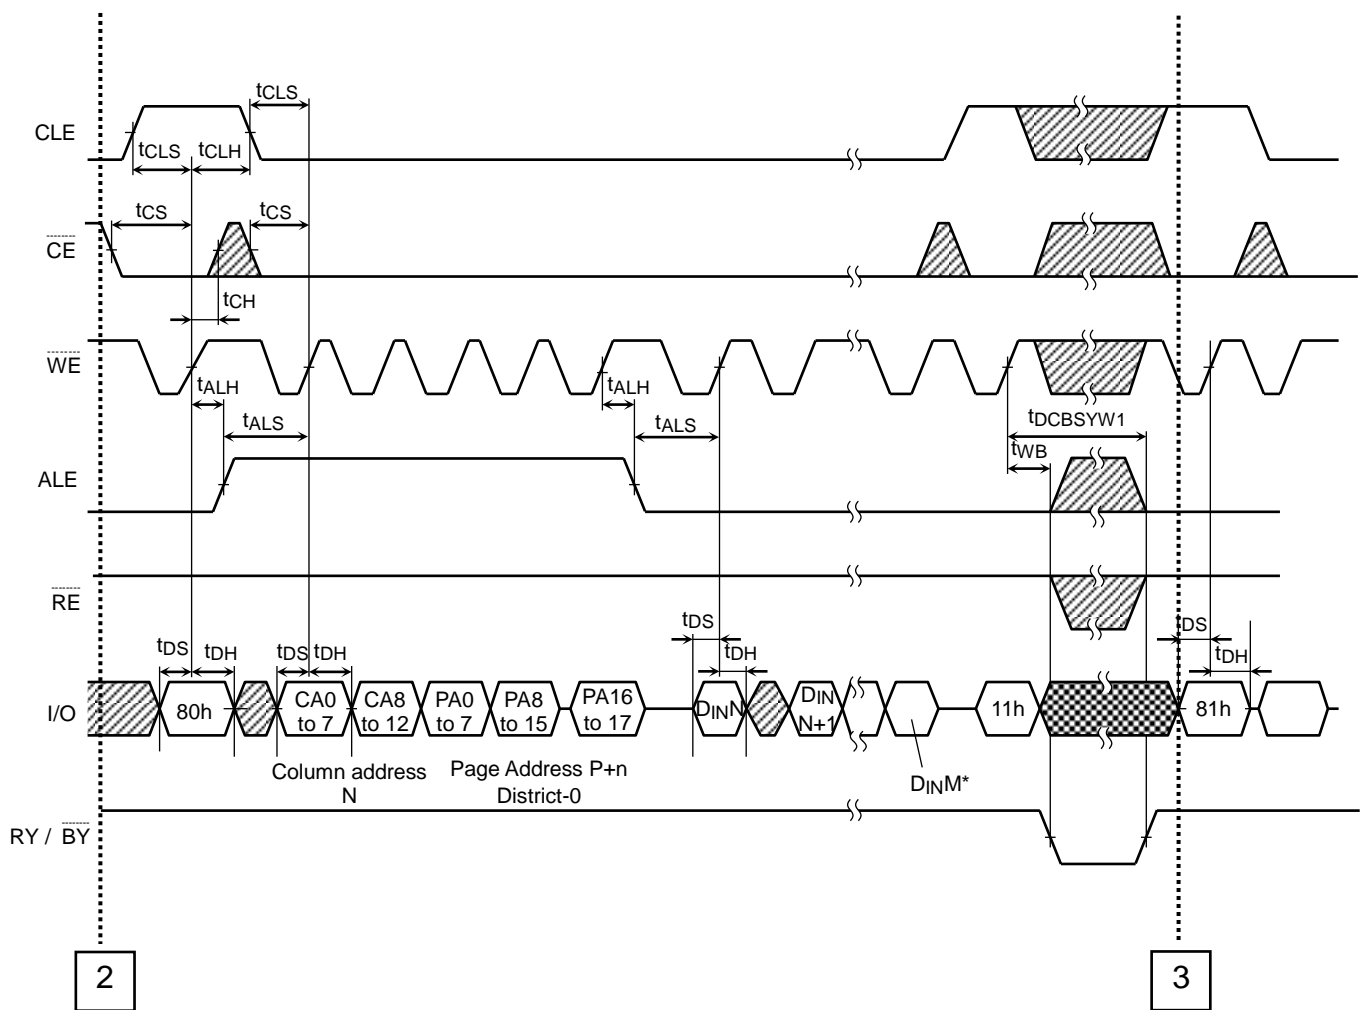 tCLS
CLE
tCLS tCLH
tCS tCS
CE
tCH
WE
tALH tALH
tALS tALS
tDCBSYW1
tWB
ALE
RE
tDS tDH tDS tDH tDS tDH tDS tDH
I/O
80h
CA0 to 7
CA8 to 12
PA0 to 7
PA8 to 15
PA16 to 17
DINN
DIN N+1
11h
81h
Column address N
Page Address P+n District-0
DINM*
RY / BY
2
3